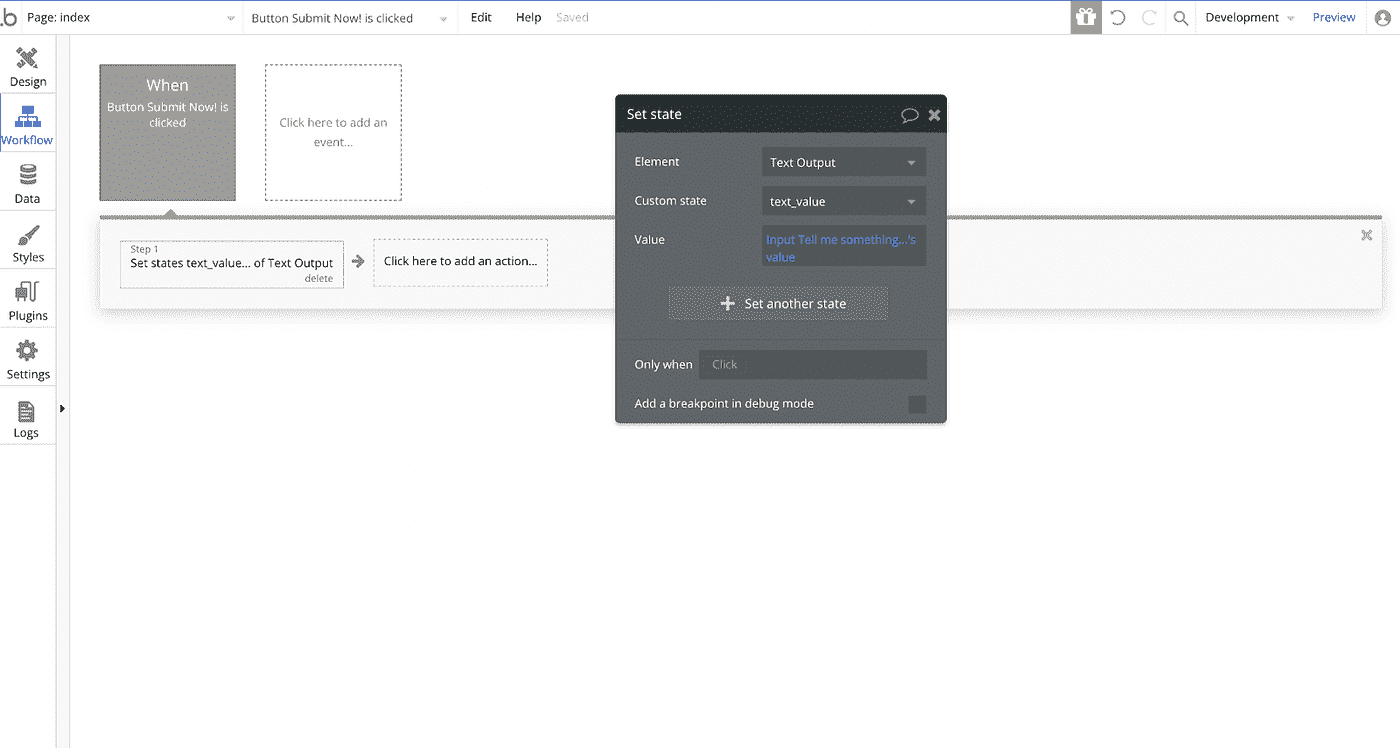 .b Page: index Button Submit Now! is clicked Edit Help Saved Development Preview
Design
Workflow
Data
Styles
Plugins
Settings
Logs
When
Button Submit Now! is
clicked
Click here to add an
event...
Step 1
Set states text_value... of Text Output
delete
Click here to add an action...
Set state
Element Text Output
Custom state text_value
Value Input Tell me something...'s
value
Set another state
Only when Click
Add a breakpoint in debug mode